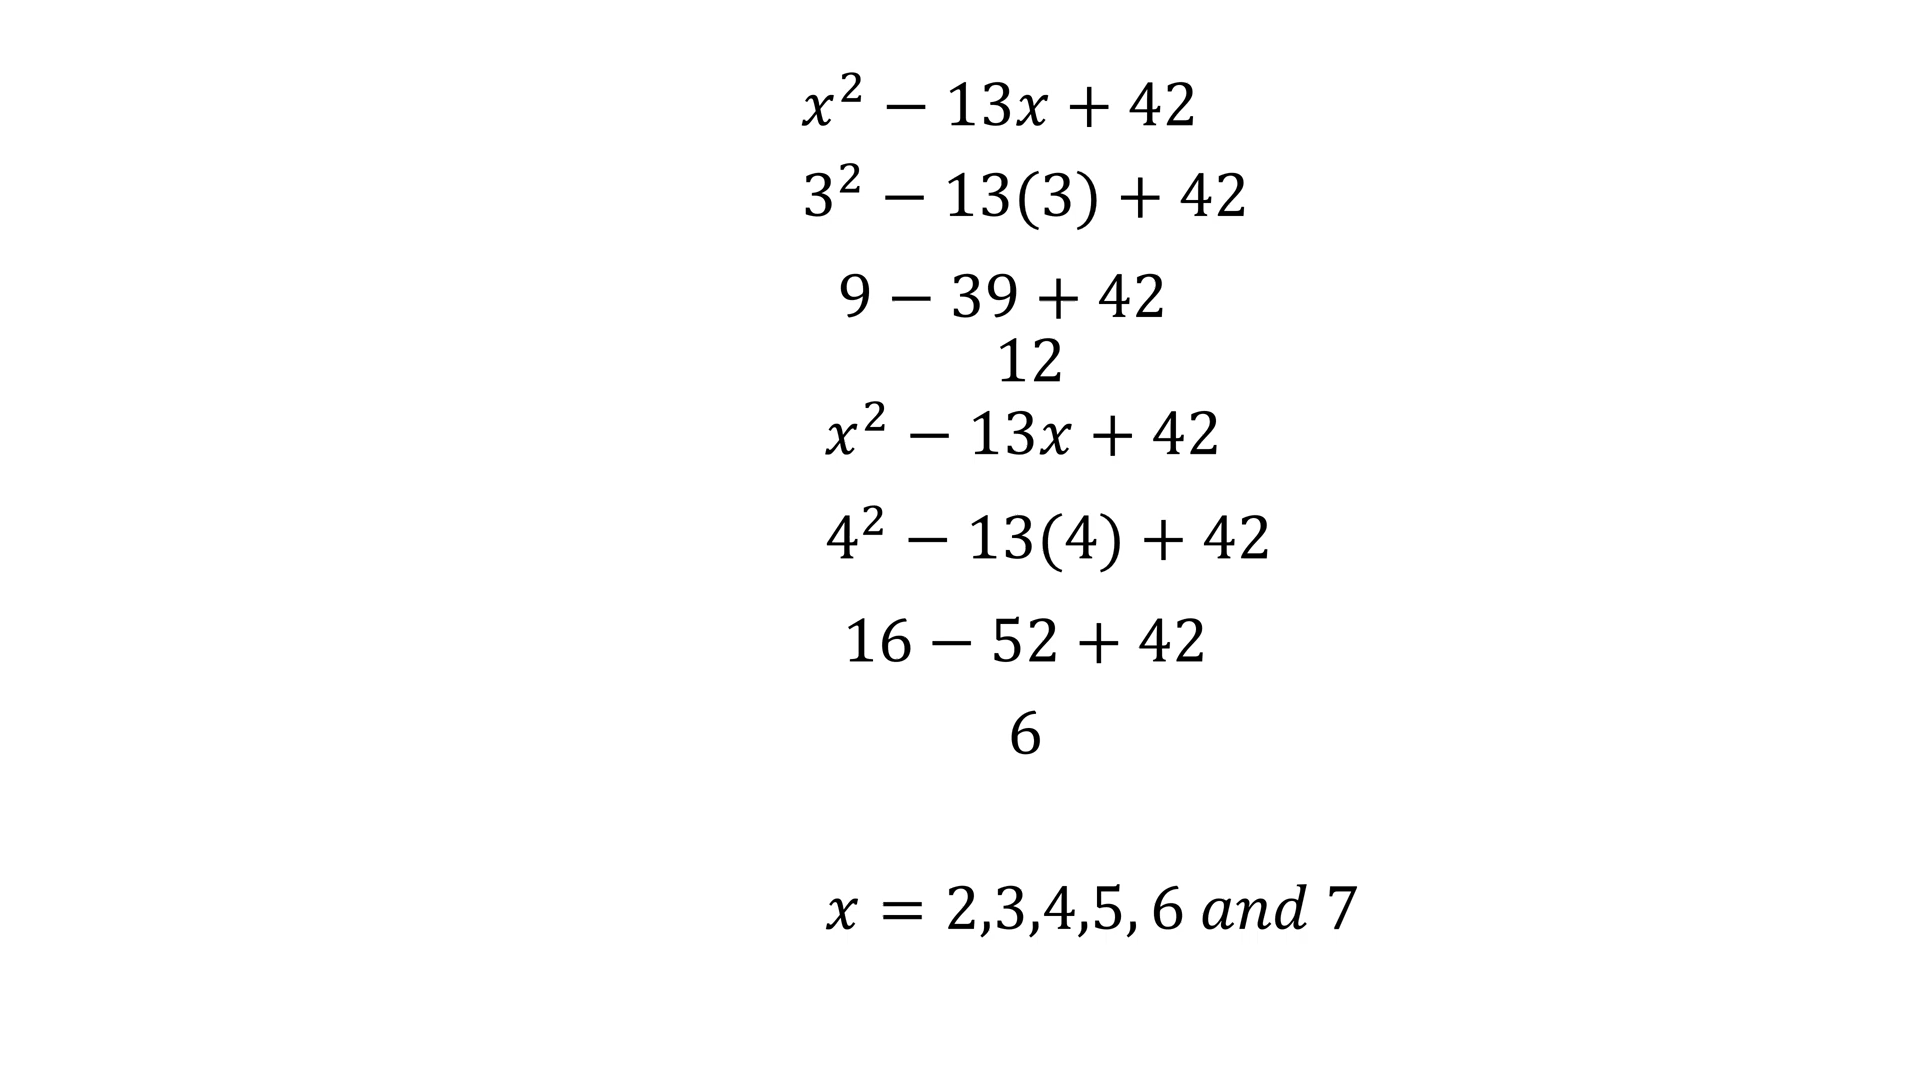 x² − 13x + 42
3² − 13(3) + 42
9 − 39 + 42
12
x² − 13x + 42
4² − 13(4) + 42
16 − 52 + 42
6
x = 2,3,4,5, 6 and 7